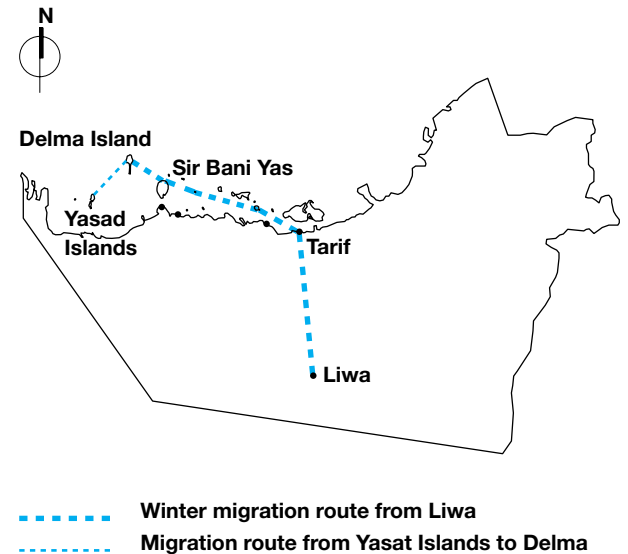 N
Delma Island
Sir Bani Yas
Yasad
Islands
Tarif
Liwa
Winter migration route from Liwa
Migration route from Yasat Islands to Delma